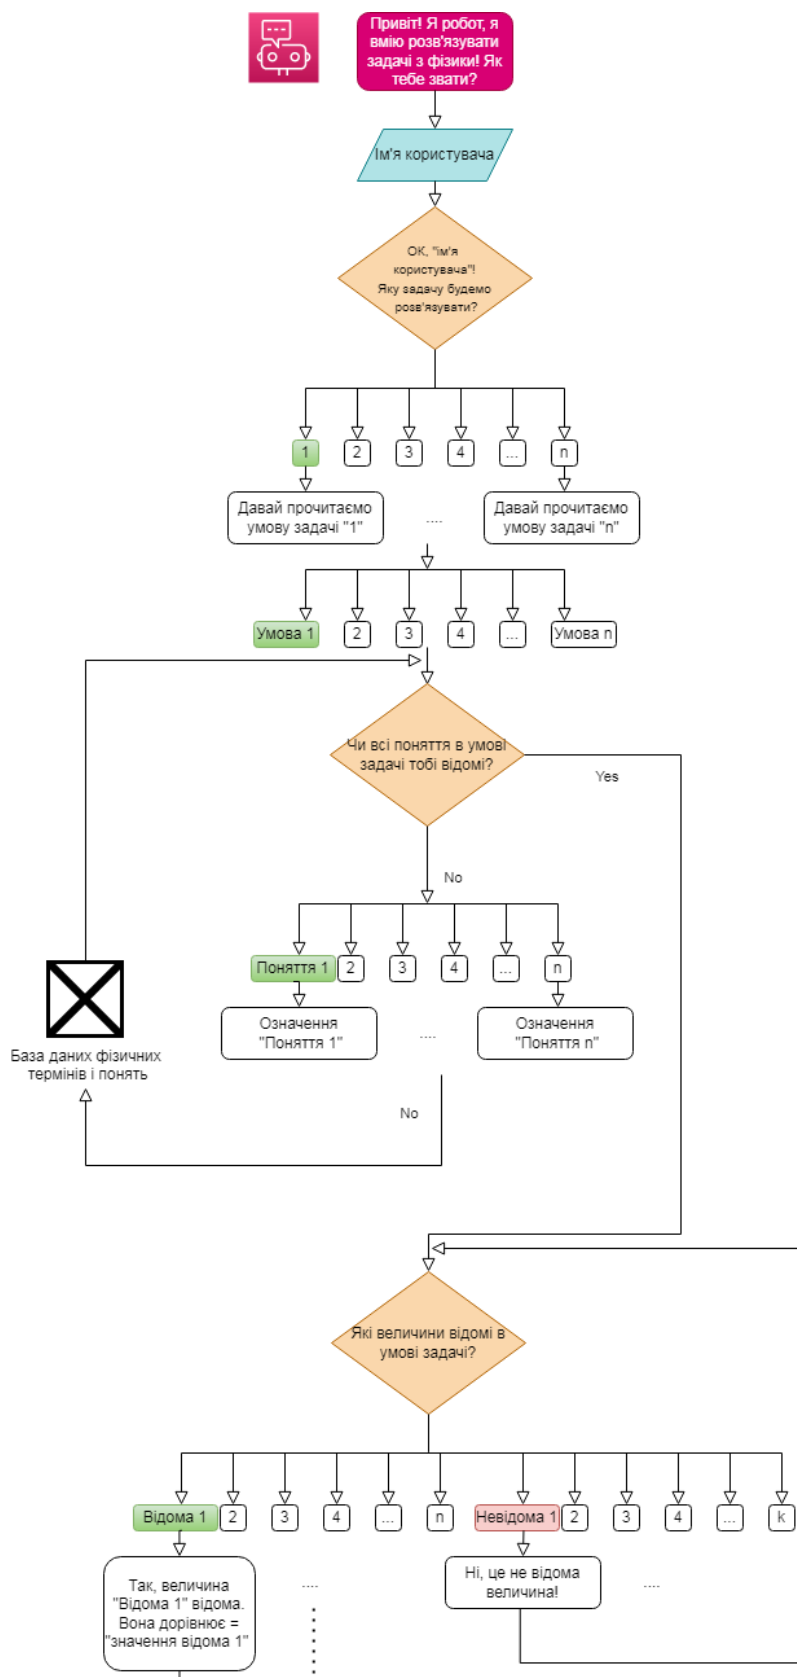 Привіт! Я робот, я
вмію розв'язувати
задачі з фізики! Як
тебе звати?
Ім'я користувача
ОК, "ім'я
користувача"!
Яку задачу будемо
розв'язувати?
1
2
3
4
...
n
Давай прочитаємо
умову задачі "1"
....
Давай прочитаємо
умову задачі "n"
Умова 1
2
3
4
...
Умова n
Чи всі поняття в умові
задачі тобі відомі?
Yes
No
Поняття 1
2
3
4
...
n
Означення
"Поняття 1"
....
Означення
"Поняття n"
База даних фізичних
термінів і понять
No
Які величини відомі в
умові задачі?
Відома 1
2
3
4
...
n
Невідома 1
2
3
4
...
k
Так, величина
"Відома 1" відома.
Вона дорівнює =
"значення відома 1"
....
Ні, це не відома
величина!
....